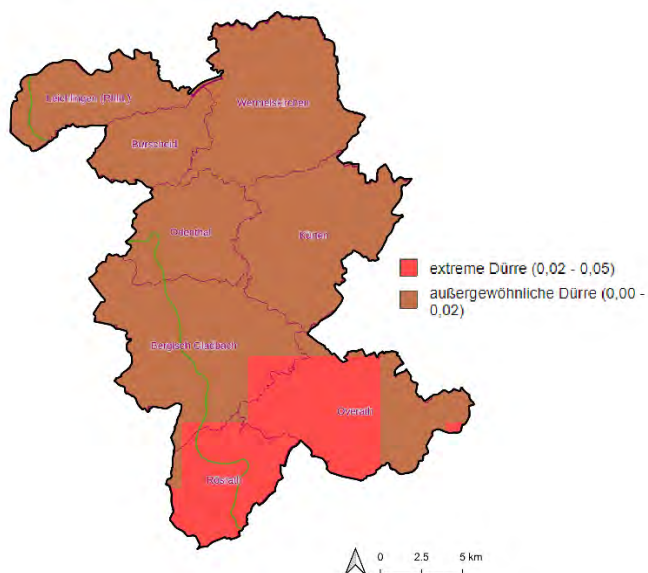 Leichlingen (Rhld.)
Wermelskirchen
Burscheid
Odenthal
Kürten
extreme Dürre (0,02 - 0,05)
außergewöhnliche Dürre (0,00 -
0,02)
Bergisch Gladbach
Overath
Rösrath
0 2.5 5 km